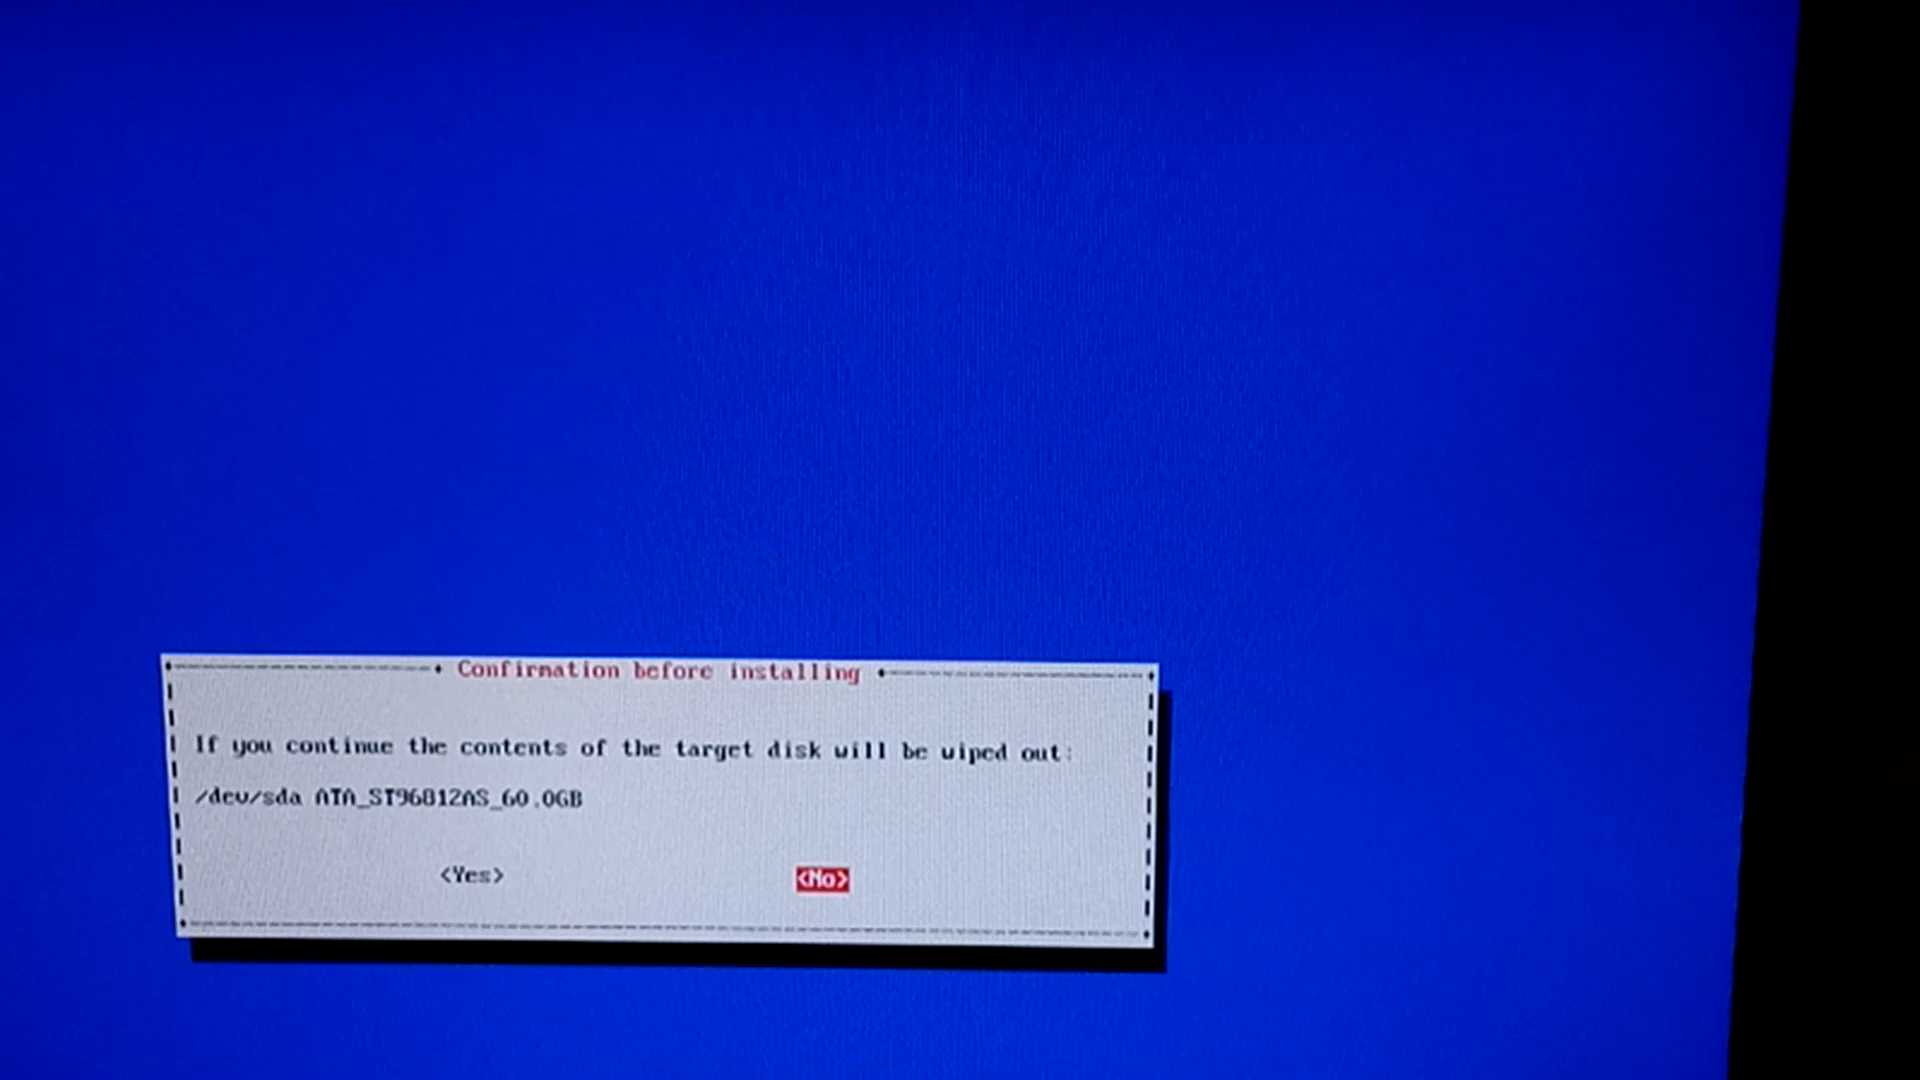 Confirmation before installing
If you continue the contents of the target disk will be wiped out:
/dev/sda ATA_ST96812AS_60.0GB
<Yes> <No>